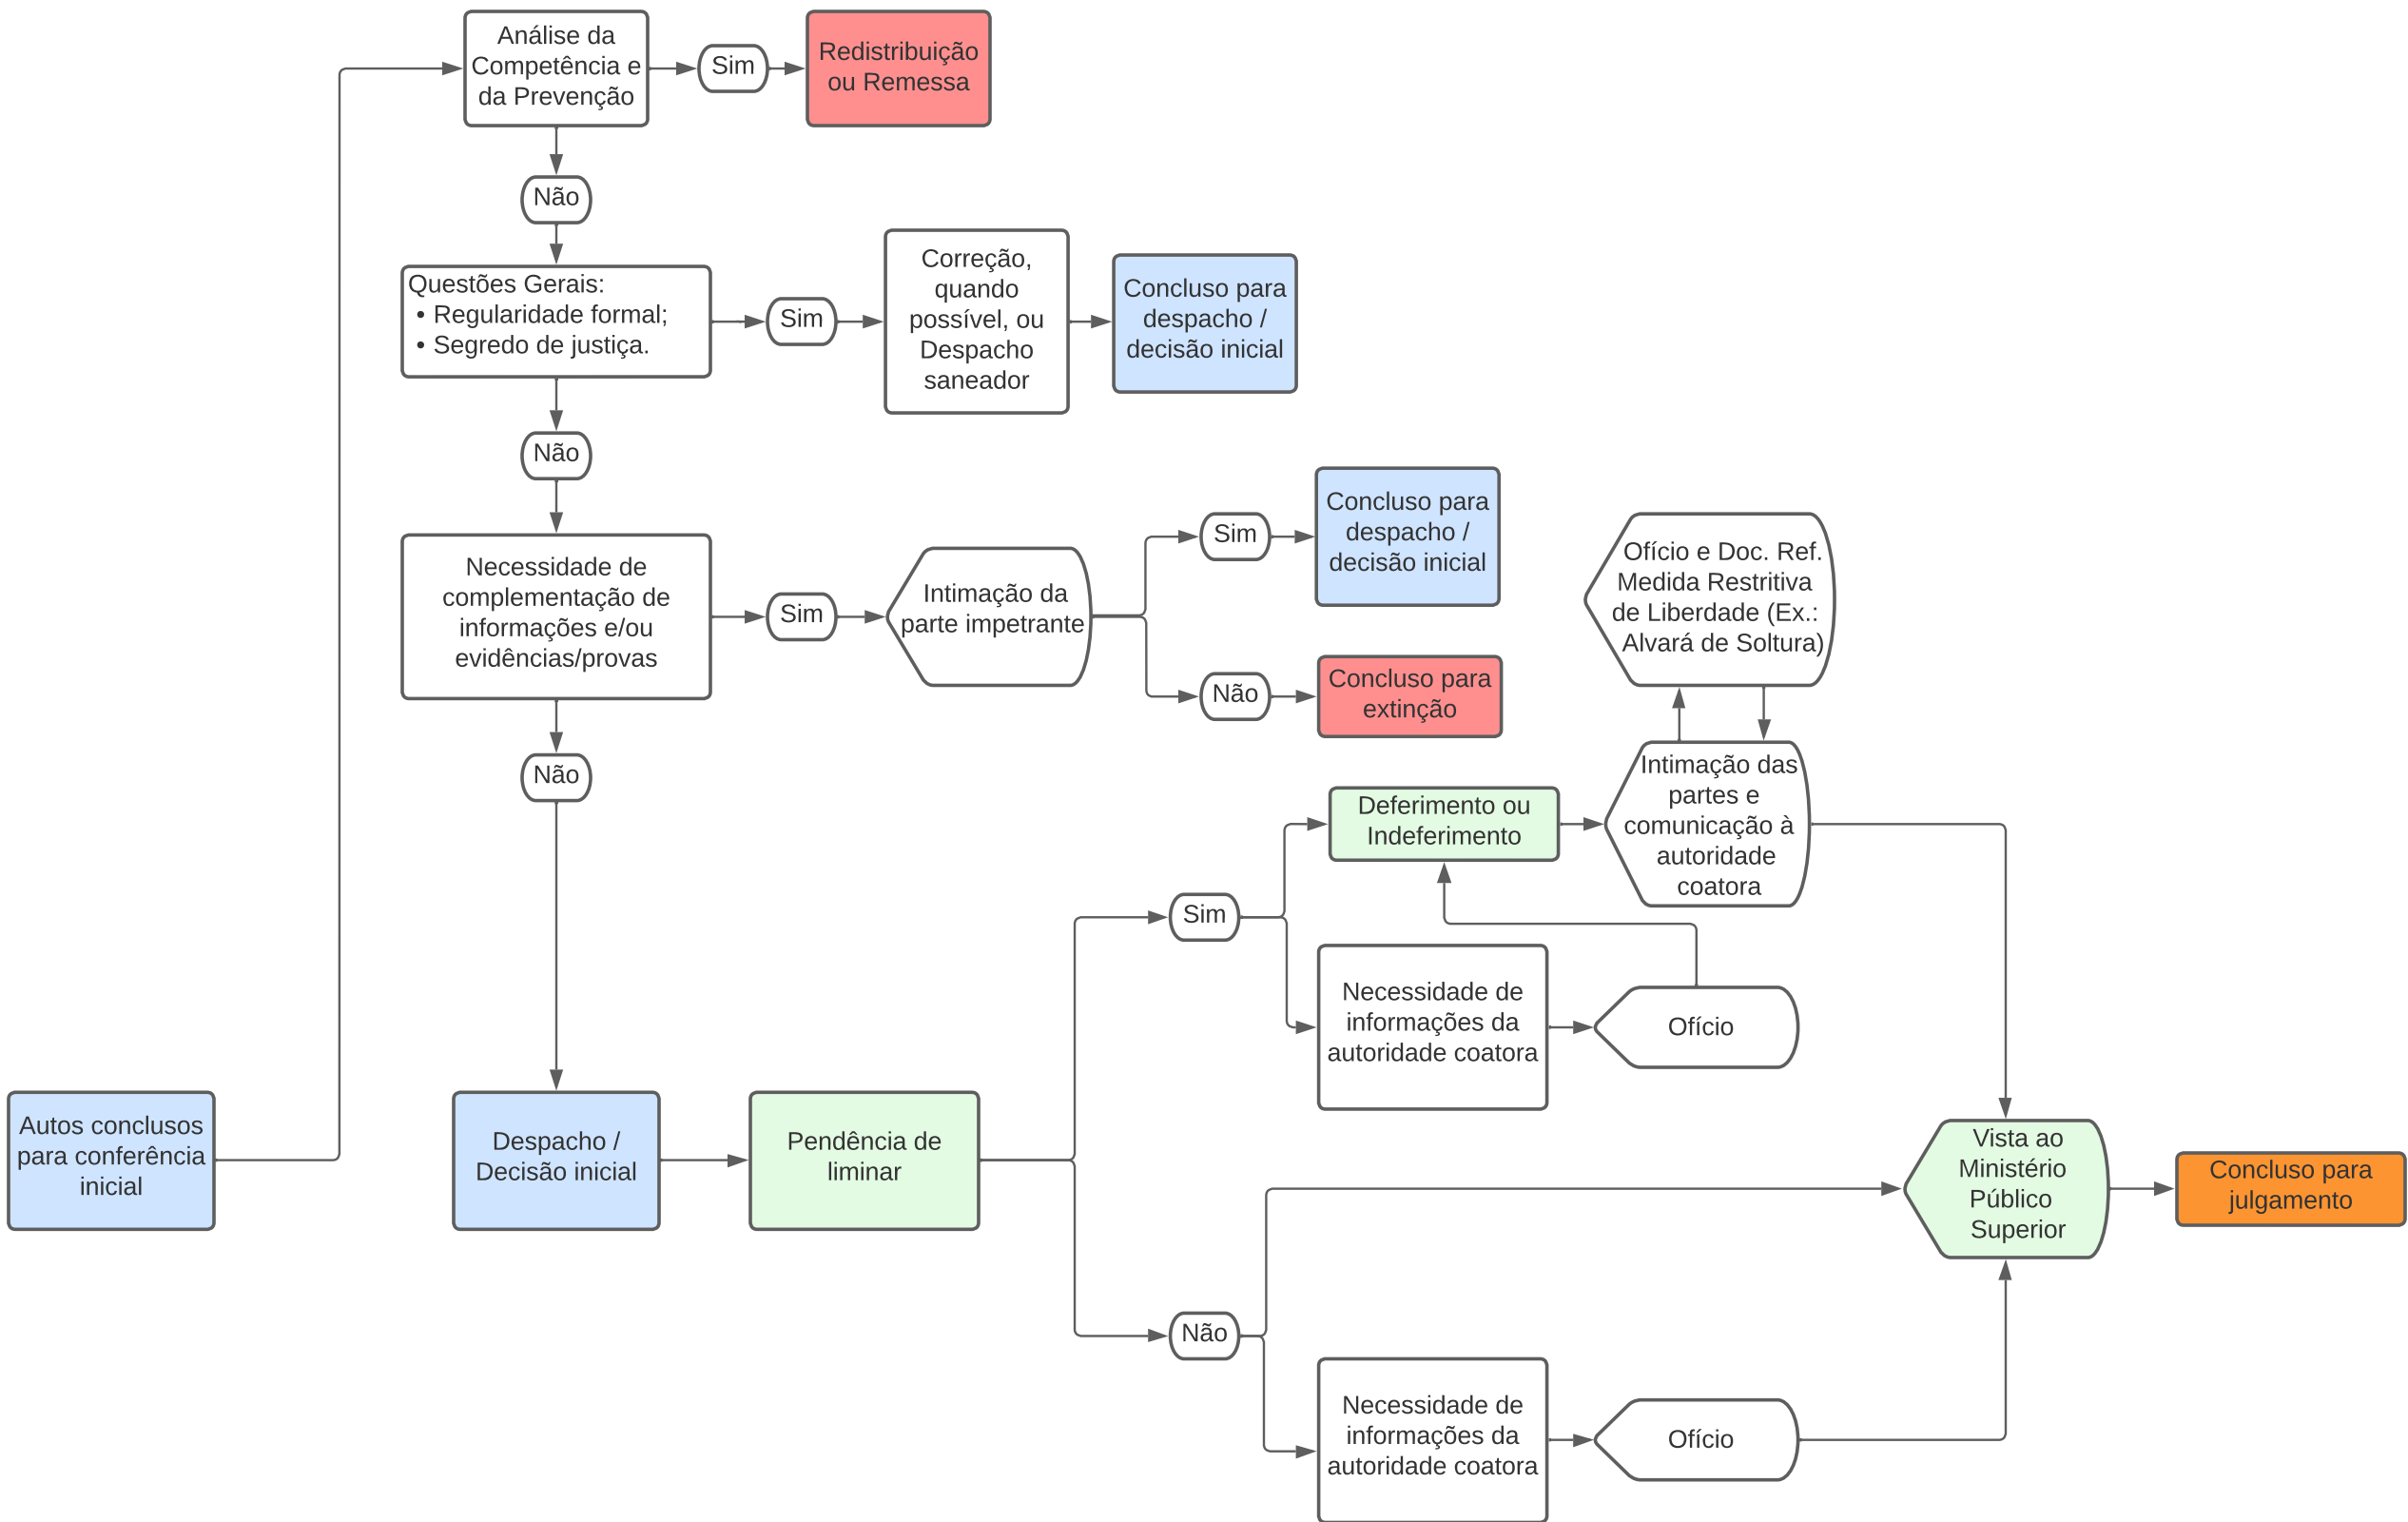 Análise da
Competência e
da Prevenção
Sim
Redistribuição
ou Remessa
Não
Questões Gerais:
• Regularidade formal;
• Segredo de justiça.
Sim
Correção,
quando
possível, ou
Despacho
saneador
Concluso para
despacho /
decisão inicial
Não
Necessidade de
complementação de
informações e/ou
evidências/provas
Sim
Intimação da
parte impetrante
Sim
Concluso para
despacho /
decisão inicial
Não
Concluso para
extinção
Ofício e Doc. Ref.
Medida Restritiva
de Liberdade (Ex.:
Alvará de Soltura)
Não
Deferimento ou
Indeferimento
Intimação das
partes e
comunicação à
autoridade
coatora
Sim
Necessidade de
informações da
autoridade coatora
Ofício
Autos conclusos
para conferência
inicial
Despacho /
Decisão inicial
Pendência de
liminar
Vista ao
Ministério
Público
Superior
Concluso para
julgamento
Não
Necessidade de
informações da
autoridade coatora
Ofício